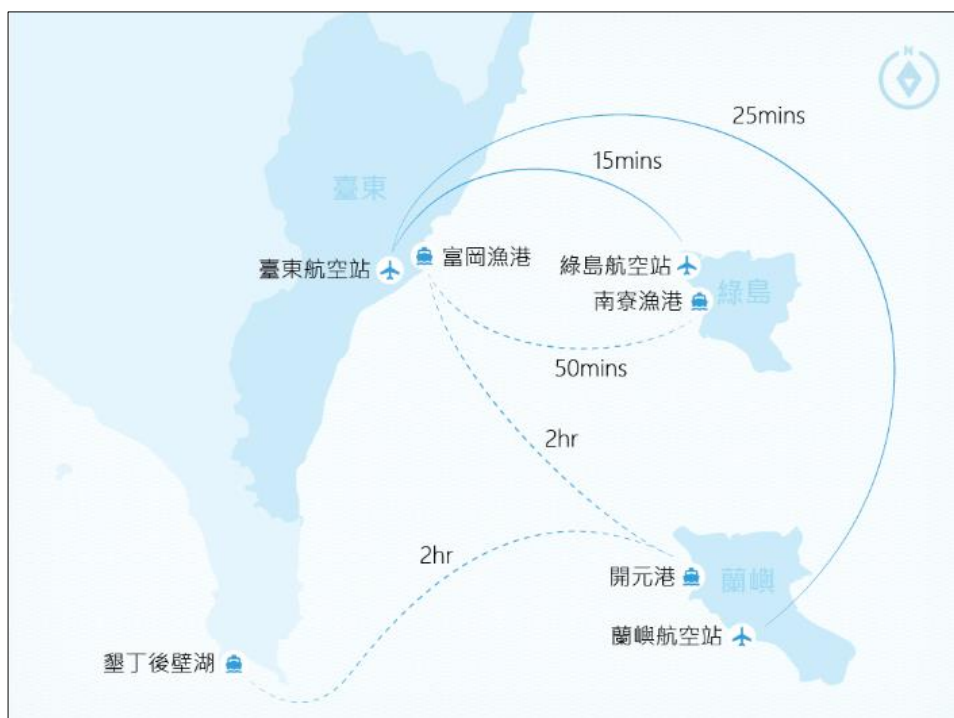 N
25mins
15mins
臺東
臺東航空站
富岡漁港
綠島航空站
南寮漁港
綠島
50mins
2hr
2hr
開元港
蘭嶼
蘭嶼航空站
墾丁後壁湖